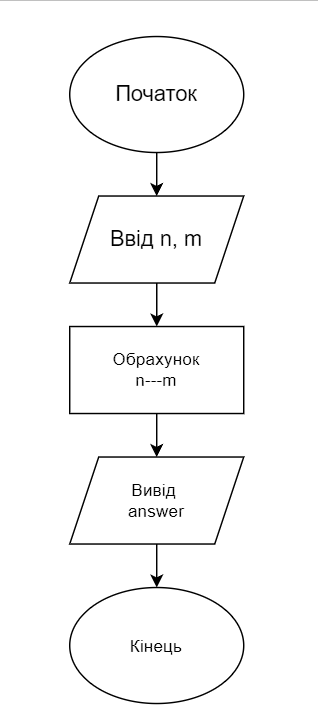 Початок
Ввід n, m
Обрахунок
n---m
Вивід
answer
Кінець